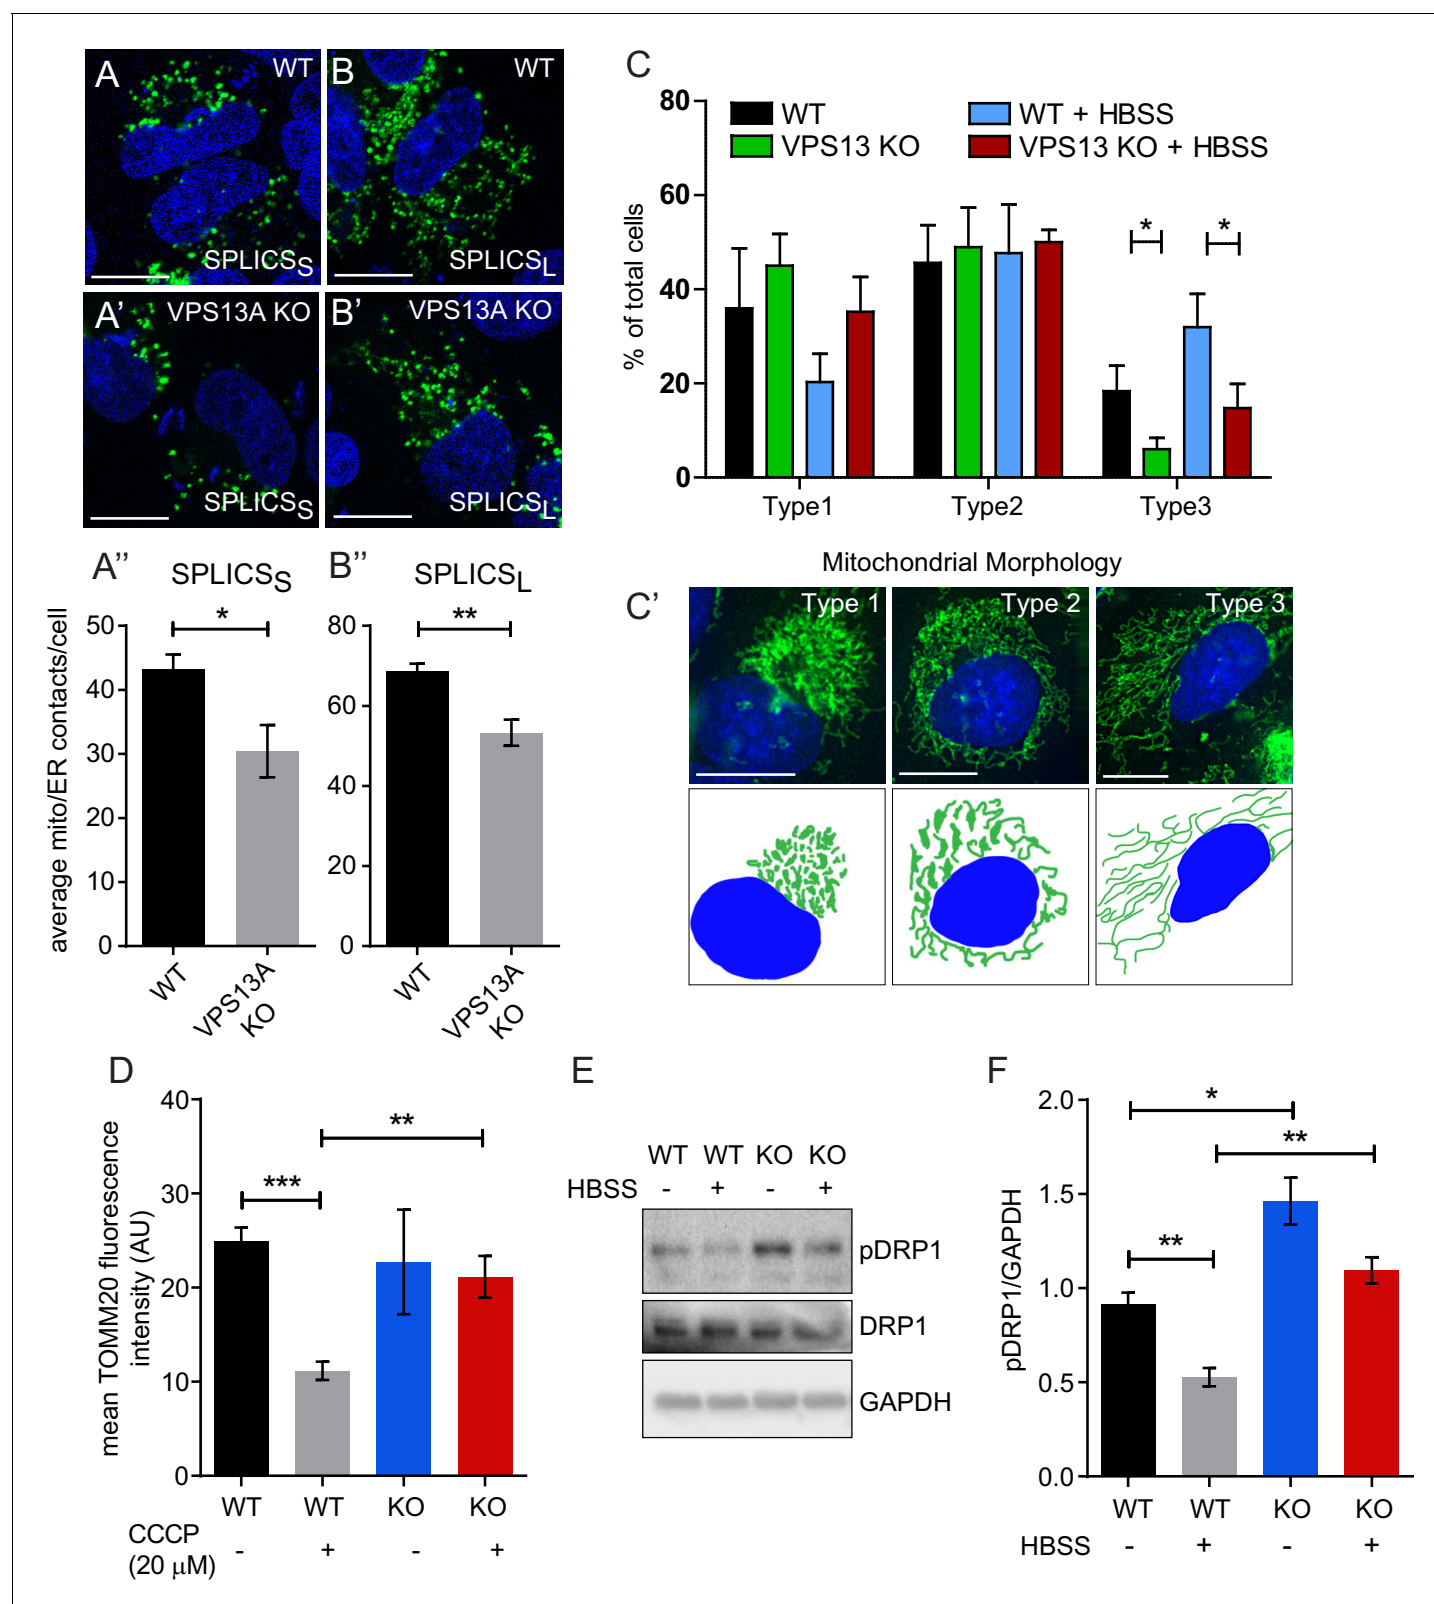 A
WT
SPLICSS
B
WT
SPLICSL
A'
VPS13A KO
SPLICSS
B'
VPS13A KO
SPLICSL
A''
SPLICSS
*
average mito/ER contacts/cell
50
40
30
20
10
0
WT
VPS13A
KO
B''
SPLICSL
**
80
60
40
20
0
WT
VPS13A
KO
C
WT
VPS13 KO
WT + HBSS
VPS13 KO + HBSS
% of total cells
80
60
40
20
0
*
*
Type1
Type2
Type3
Mitochondrial Morphology
C'
Type 1
Type 2
Type 3
D
mean TOMM20 fluorescence
intensity (AU)
40
30
20
10
0
***
**
WT
WT
KO
KO
CCCP
(20 µM)
-
+
-
+
E
WT WT KO KO
HBSS - + - +
pDRP1
DRP1
GAPDH
F
pDRP1/GAPDH
2.0
1.5
1.0
0.5
0.0
*
**
**
WT
WT
KO
KO
HBSS - + - +